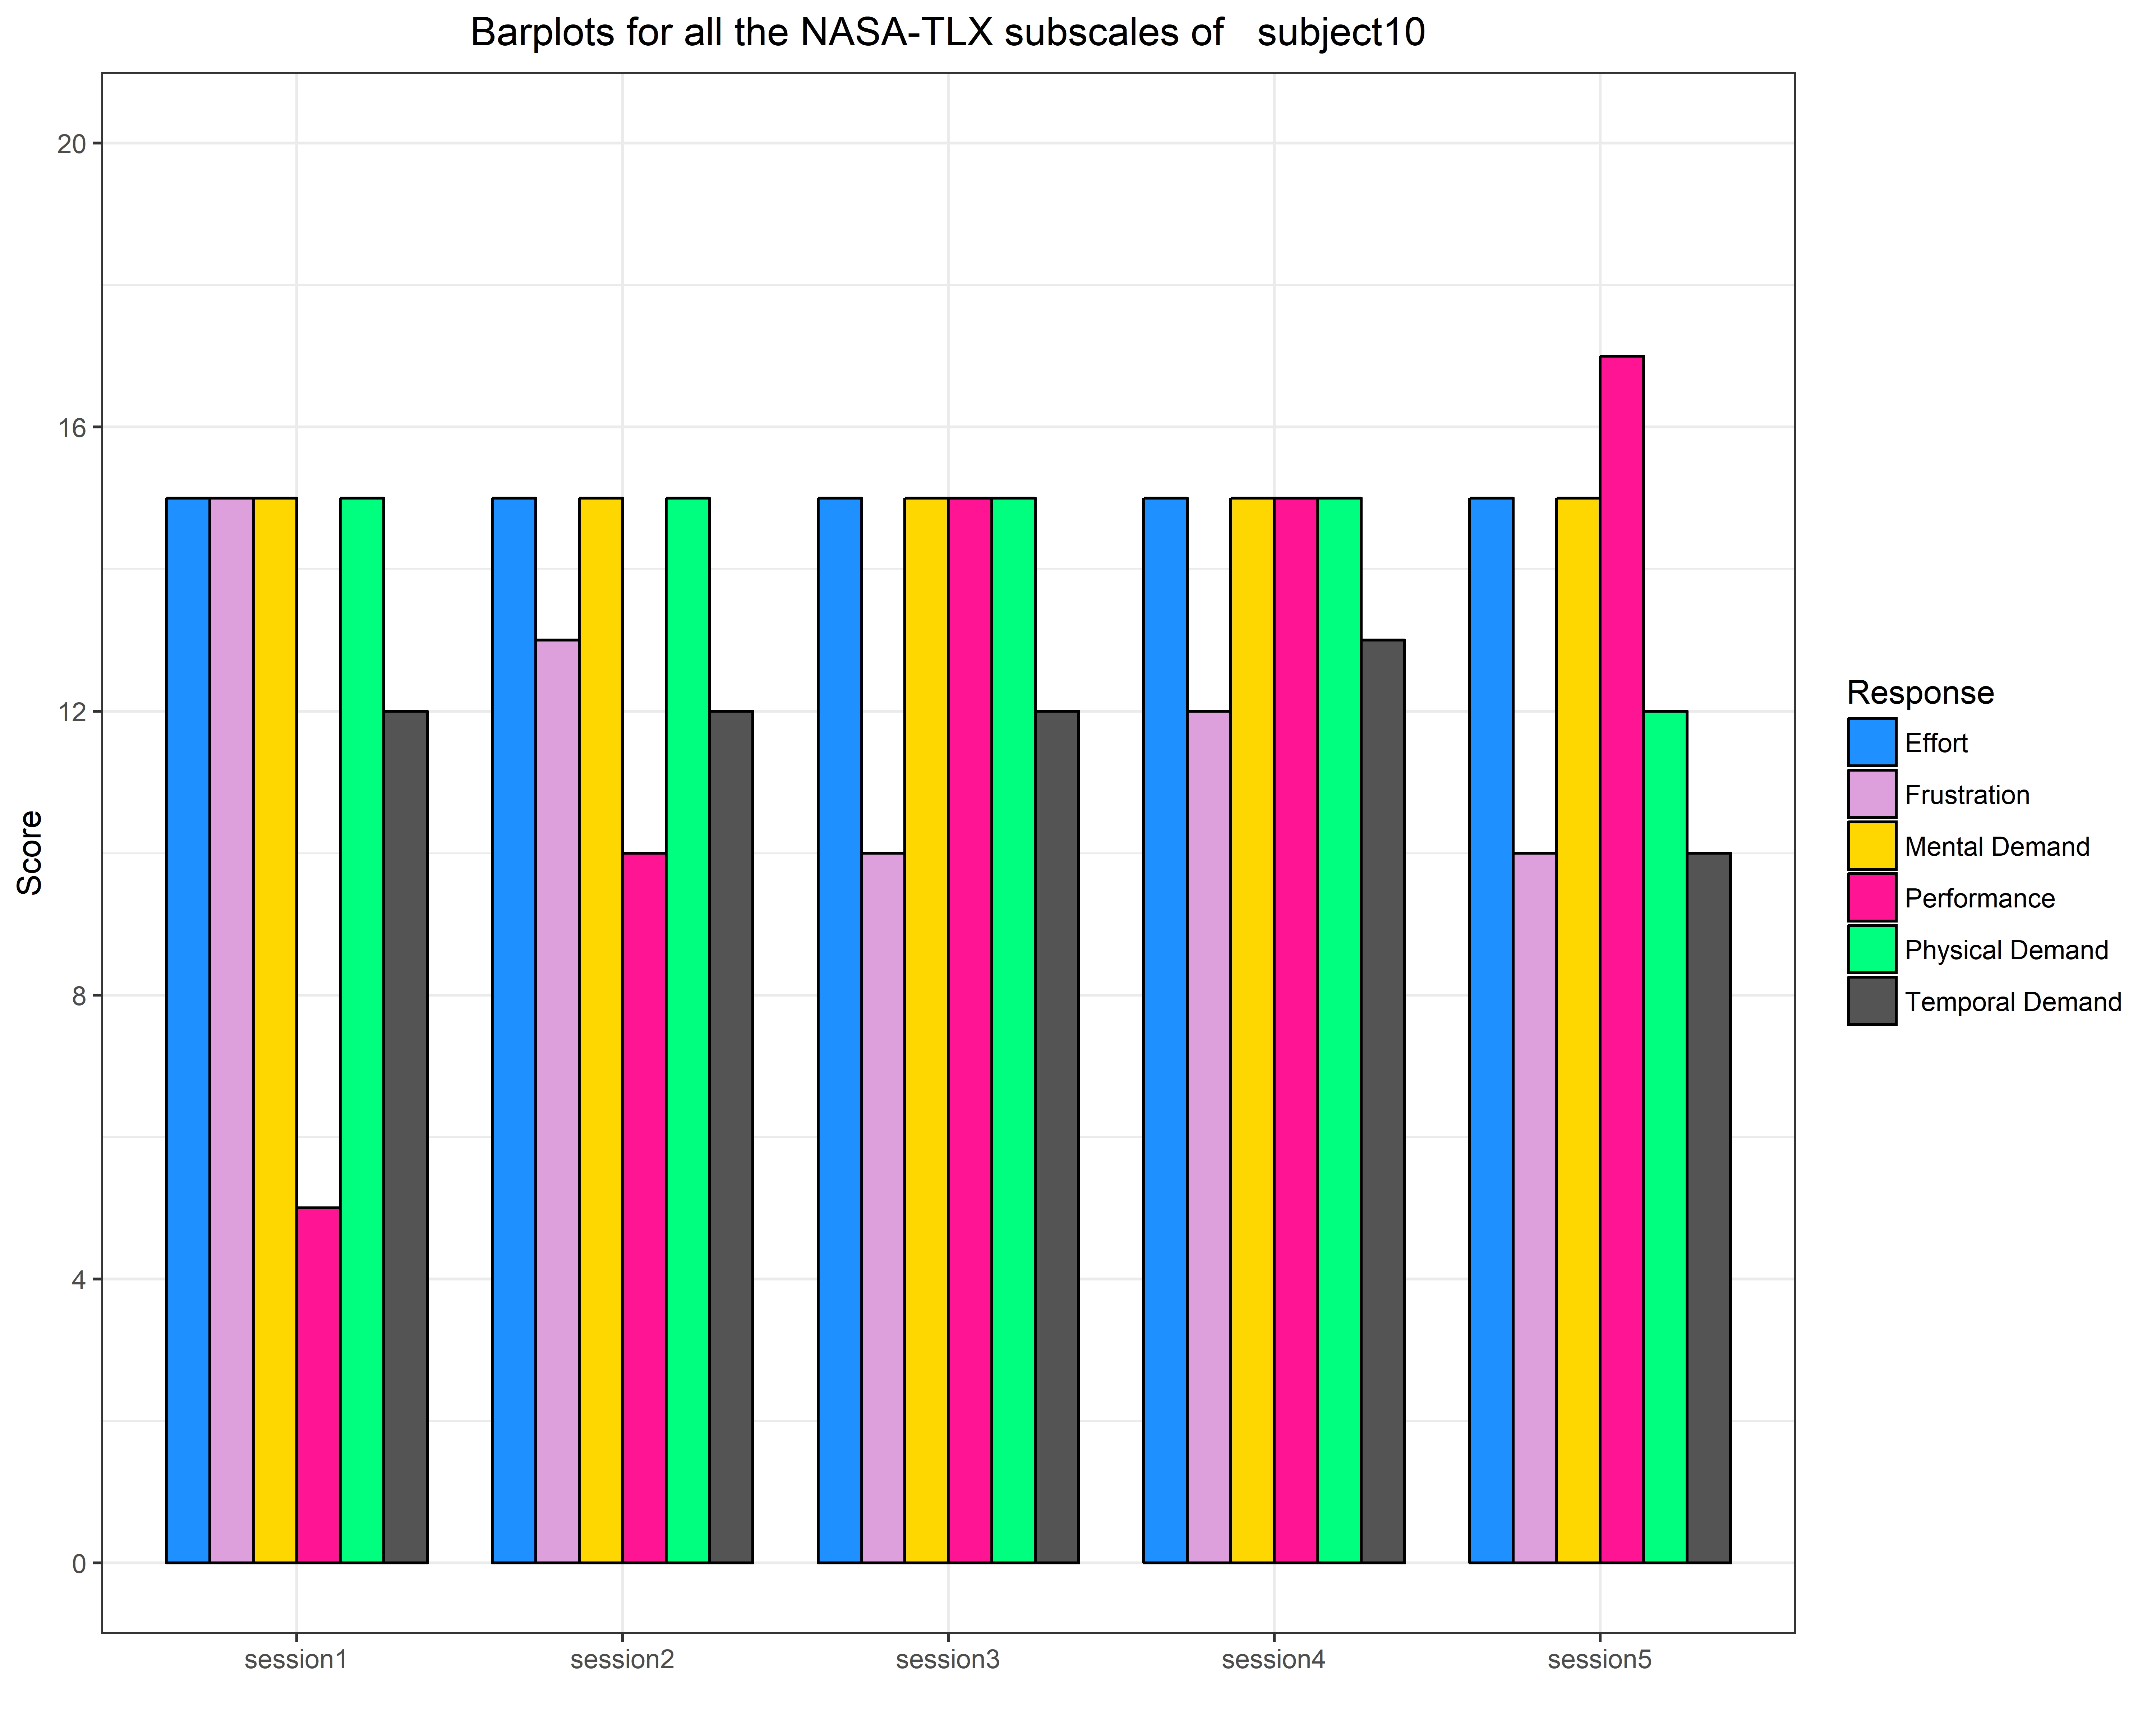 Barplots for all the NASA-TLX subscales of   subject10
20
16
12
8
4
0
Score
session1
session2
session3
session4
session5
Response
Effort
Frustration
Mental Demand
Performance
Physical Demand
Temporal Demand